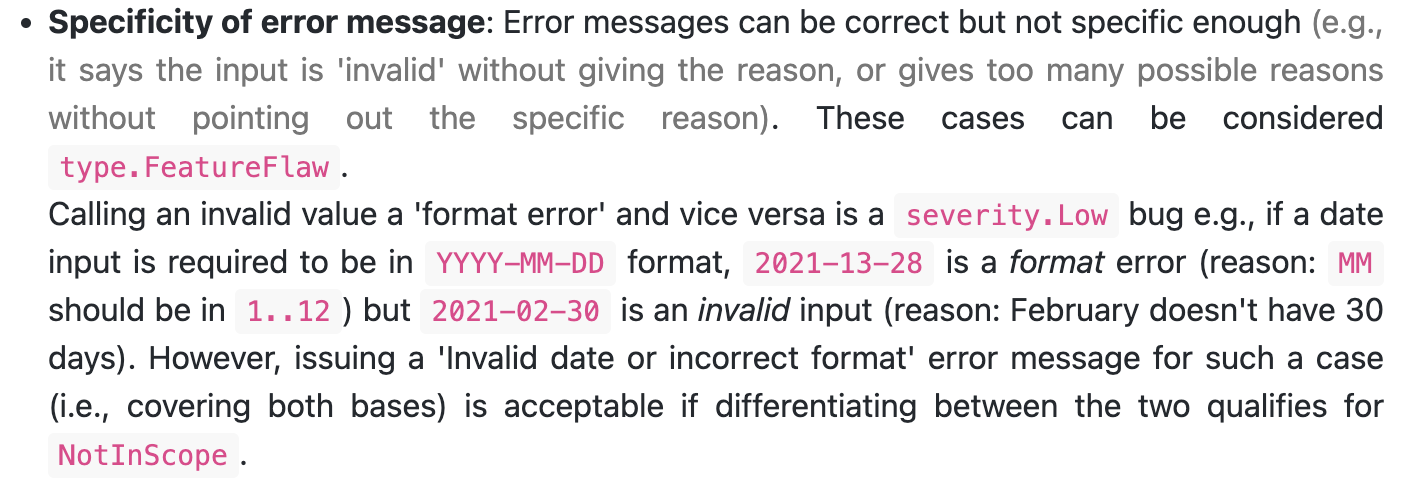 • Specificity of error message: Error messages can be correct but not specific enough (e.g.,
it says the input is 'invalid' without giving the reason, or gives too many possible reasons
without pointing out the specific reason). These cases can be considered
type.FeatureFlaw.
Calling an invalid value a 'format error' and vice versa is a severity.Low bug e.g., if a date
input is required to be in YYYY-MM-DD format, 2021-13-28 is a format error (reason: MM
should be in 1..12) but 2021-02-30 is an invalid input (reason: February doesn't have 30
days). However, issuing a 'Invalid date or incorrect format' error message for such a case
(i.e., covering both bases) is acceptable if differentiating between the two qualifies for
NotInScope.